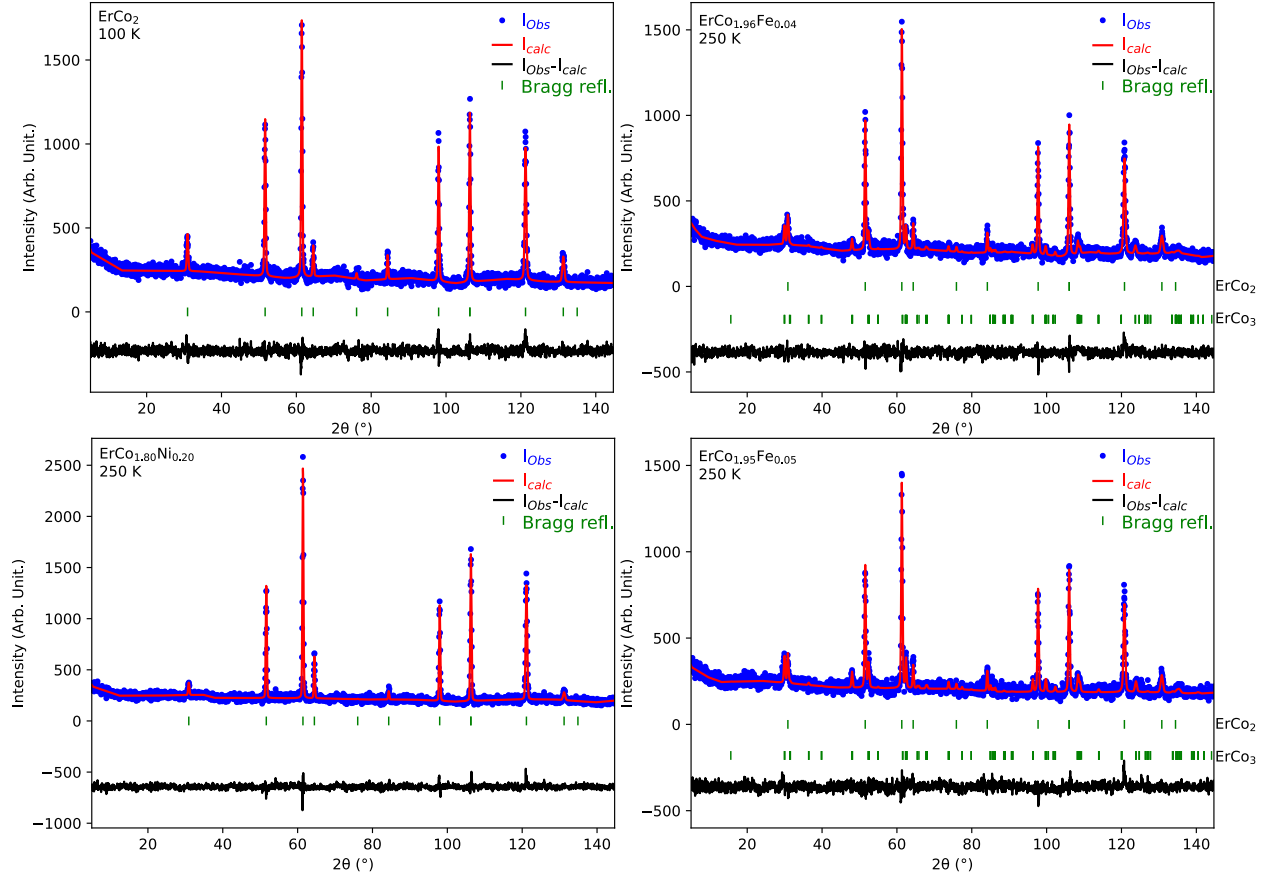 ErCo2
100 K
IObs
Icalc
IObs-Icalc
Bragg refl.
Intensity (Arb. Unit.)
1500
1000
500
0
20 40 60 80 100 120 140
2θ (°)
ErCo1.96Fe0.04
250 K
IObs
Icalc
IObs-Icalc
Bragg refl.
Intensity (Arb. Unit.)
1500
1000
500
0
−500
ErCo2
ErCo3
20 40 60 80 100 120 140
2θ (°)
ErCo1.80Ni0.20
250 K
IObs
Icalc
IObs-Icalc
Bragg refl.
Intensity (Arb. Unit.)
2500
2000
1500
1000
500
0
−500
−1000
20 40 60 80 100 120 140
2θ (°)
ErCo1.95Fe0.05
250 K
IObs
Icalc
IObs-Icalc
Bragg refl.
Intensity (Arb. Unit.)
1500
1000
500
0
−500
ErCo2
ErCo3
20 40 60 80 100 120 140
2θ (°)